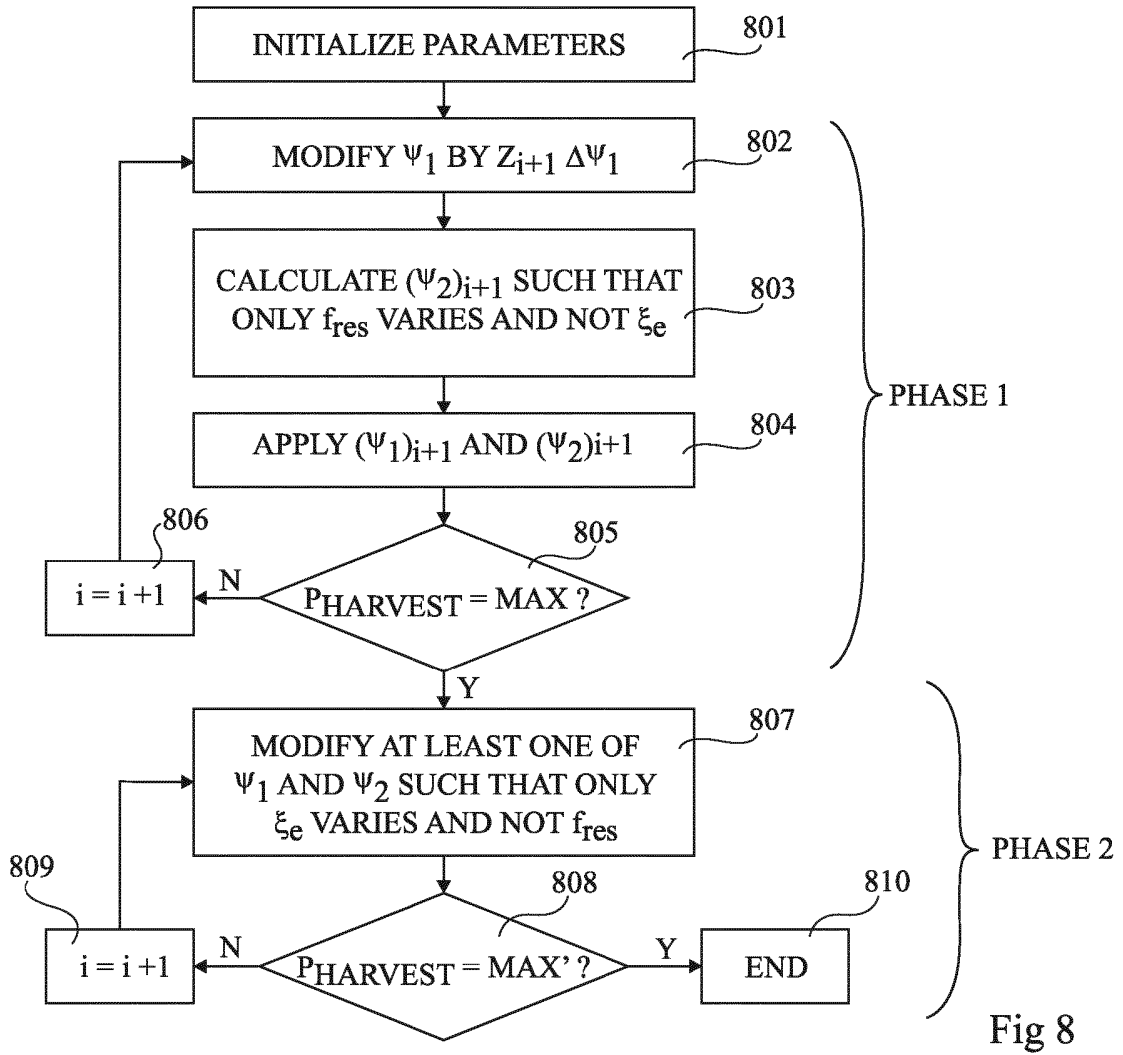 INITIALIZE PARAMETERS
801
MODIFY Ψ1 BY Zi+1 ΔΨ1
802
CALCULATE (Ψ2)i+1 SUCH THAT
ONLY fres VARIES AND NOT ξe
803
PHASE 1
APPLY (Ψ1)i+1 AND (Ψ2)i+1
804
805
PHARVEST = MAX ?
N
806
i = i +1
Y
807
MODIFY AT LEAST ONE OF
Ψ1 AND Ψ2 SUCH THAT ONLY
ξe VARIES AND NOT fres
PHASE 2
808
PHARVEST = MAX' ?
N
809
i = i +1
Y
810
END
Fig 8